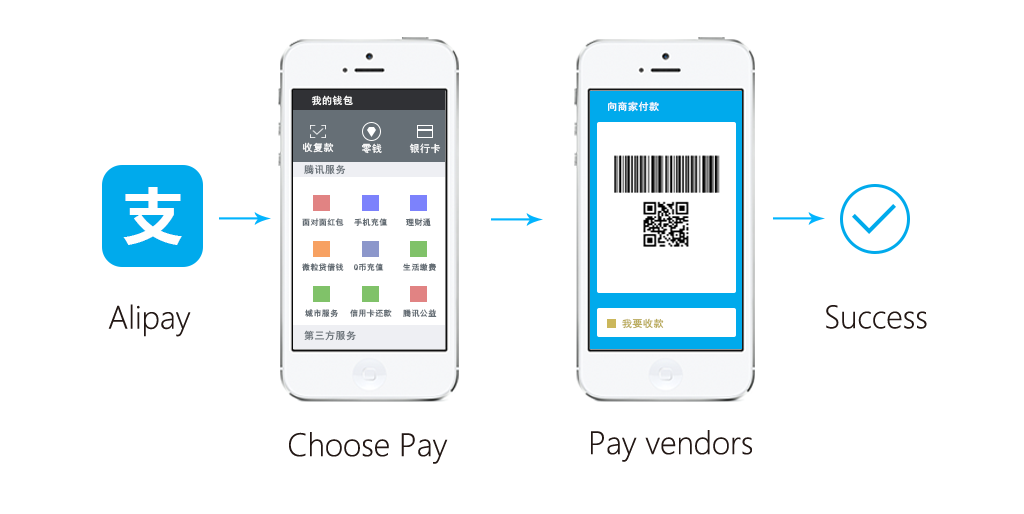 支
Alipay
我的钱包
收复款 零钱 银行卡
腾讯服务
面对面红包 手机充值 理财通
微粒贷借钱 Q币充值 生活缴费
城市服务 信用卡还款 腾讯公益
第三方服务
Choose Pay
向商家付款
我要收款
Pay vendors
Success